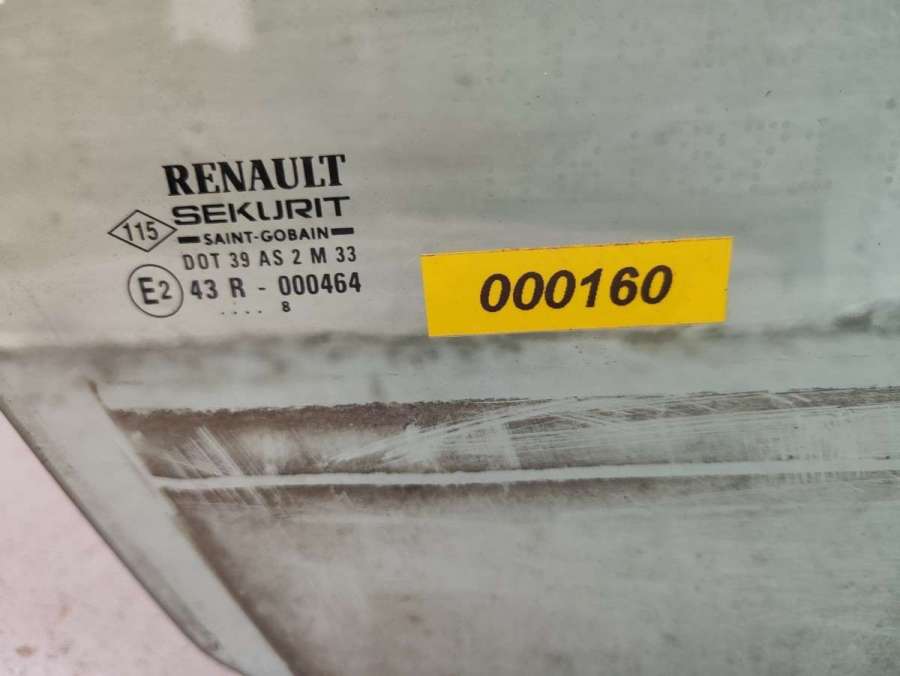 RENAULT
SEKURIT
115
SAINT-GOBAIN
DOT 39 AS 2 M 33
E2 43 R - 000464
.... 8
000160